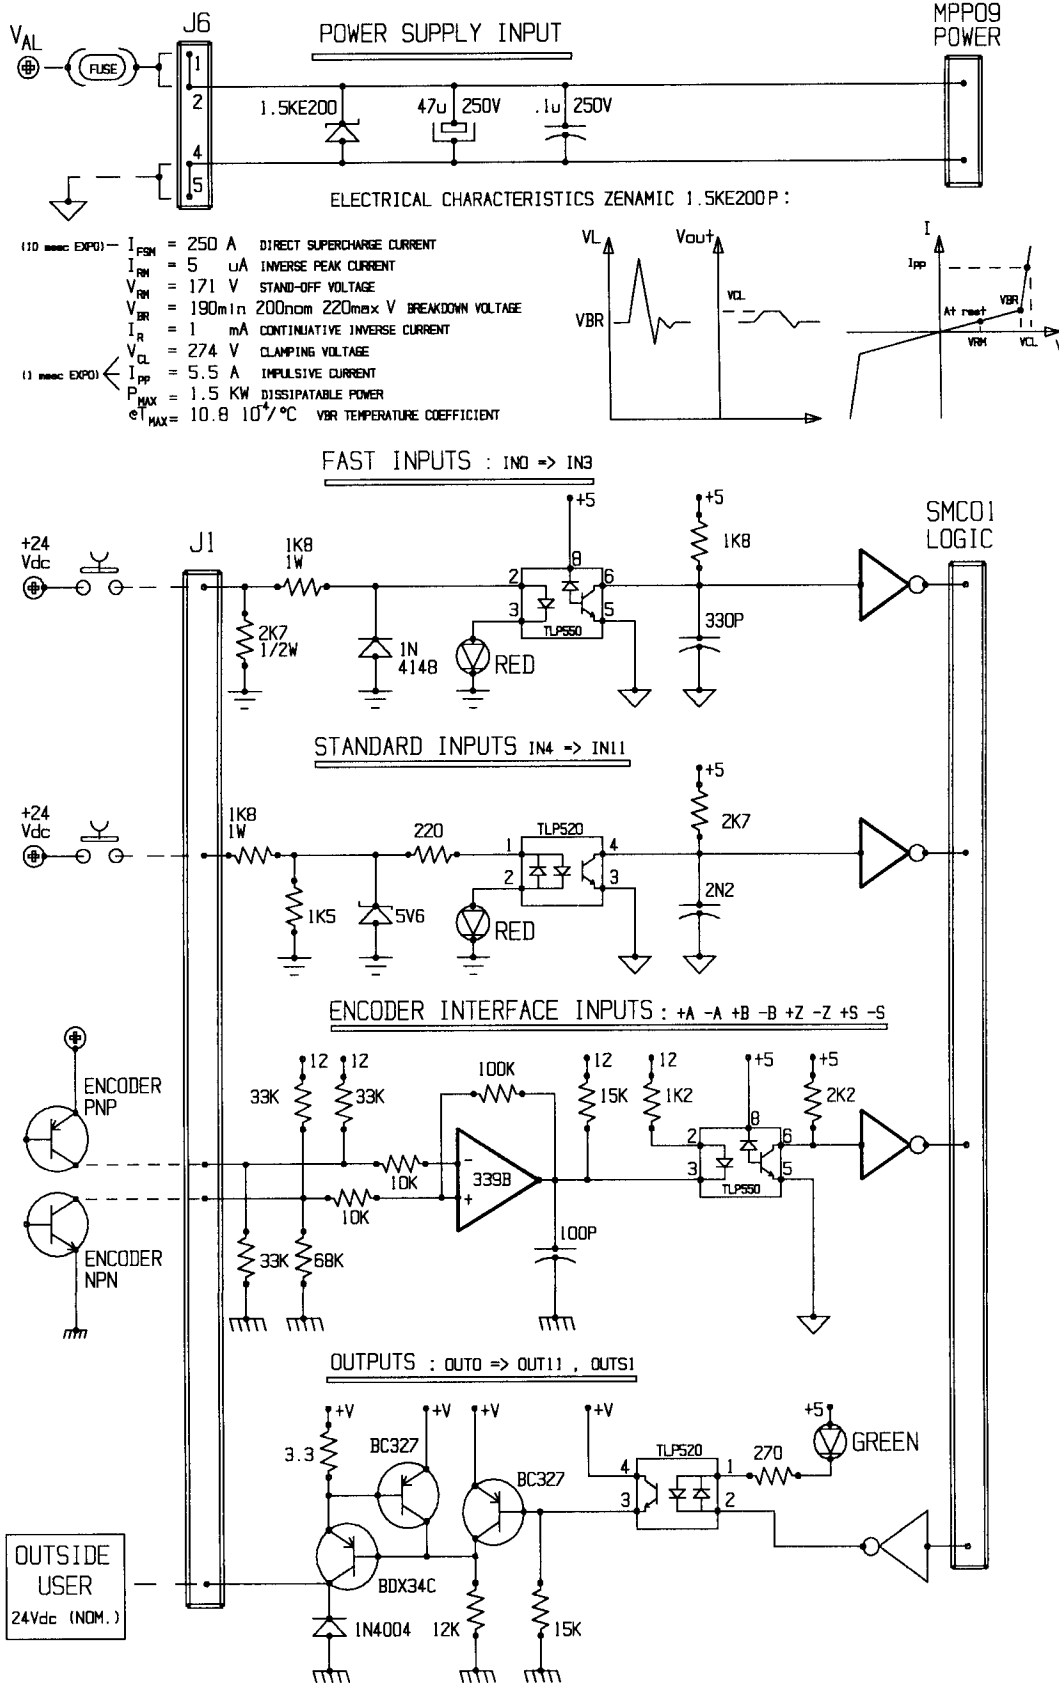 J6
POWER SUPPLY INPUT
MPP09
POWER
VAL
FUSE
1
2
4
5
1.5KE200
47u 250V
.1u 250V
ELECTRICAL CHARACTERISTICS ZENAMIC 1.5KE200P:
(10 msec EXPO) IFSM = 250 A DIRECT SUPERCHARGE CURRENT
IRM = 5 uA INVERSE PEAK CURRENT
VRM = 171 V STAND-OFF VOLTAGE
VBR = 190min 200nom 220max V BREAKDOWN VOLTAGE
IR = 1 mA CONTINUATIVE INVERSE CURRENT
VCL = 274 V CLAMPING VOLTAGE
(1 msec EXPO) IPP = 5.5 A IMPULSIVE CURRENT
PMAX = 1.5 KW DISSIPATABLE POWER
@TMAX = 10.8 10-4/°C VBR TEMPERATURE COEFFICIENT
VL
VBR
Vout
VCL
I
IPP
At rest
VBR
VRM
VCL
V
FAST INPUTS : IN0 => IN3
+24
Vdc
J1
1K8
1W
2K7
1/2W
1N
4148
+5
8
2
3
6
5
TLP550
RED
+5
1K8
330P
SMC01
LOGIC
STANDARD INPUTS IN4 => IN11
+24
Vdc
1K8
1W
1K5
5V6
220
TLP520
1
2
4
3
RED
+5
2K7
2N2
ENCODER INTERFACE INPUTS : +A -A +B -B +Z -Z +S -S
ENCODER
PNP
ENCODER
NPN
12
12
33K
33K
100K
10K
10K
-
+
339B
33K
68K
100P
12
15K
12
1K2
+5
8
2
3
6
5
TLP550
+5
2K2
OUTPUTS : OUT0 => OUT11 , OUTS1
+V
+V
+V
+V
3.3
BC327
BC327
BDX34C
1N4004
12K
15K
TLP520
4
3
1
2
270
+5
GREEN
OUTSIDE
USER
24Vdc (NOM.)